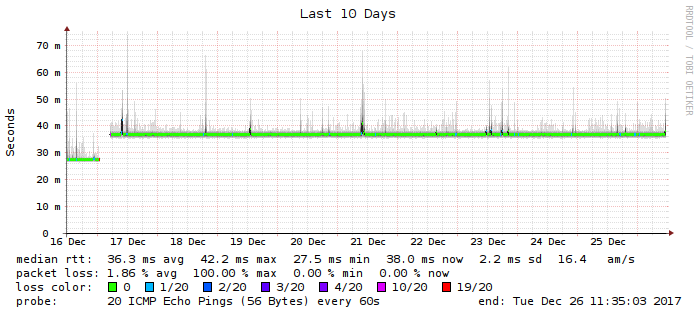 Last 10 Days
RRDTOOL / TOBI OETIKER
Seconds
70 m
60 m
50 m
40 m
30 m
20 m
10 m
0
16 Dec 17 Dec 18 Dec 19 Dec 20 Dec 21 Dec 22 Dec 23 Dec 24 Dec 25 Dec
median rtt: 36.3 ms avg 42.2 ms max 27.5 ms min 38.0 ms now 2.2 ms sd 16.4 am/s
packet loss: 1.86 % avg 100.00 % max 0.00 % min 0.00 % now
loss color: 0 1/20 2/20 3/20 4/20 10/20 19/20
probe: 20 ICMP Echo Pings (56 Bytes) every 60s end: Tue Dec 26 11:35:03 2017